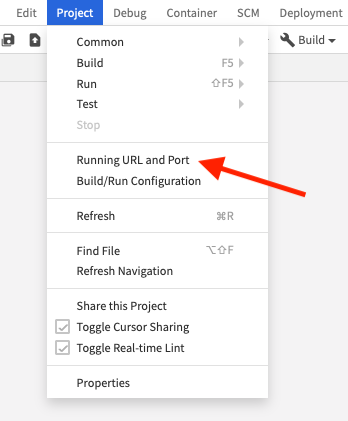 Edit Project Debug Container SCM Deployment
Build
Common
Build F5
Run ⇧F5
Test
Stop
Running URL and Port
Build/Run Configuration
Refresh ⌘R
Find File ⌥⇧F
Refresh Navigation
Share this Project
Toggle Cursor Sharing
Toggle Real-time Lint
Properties